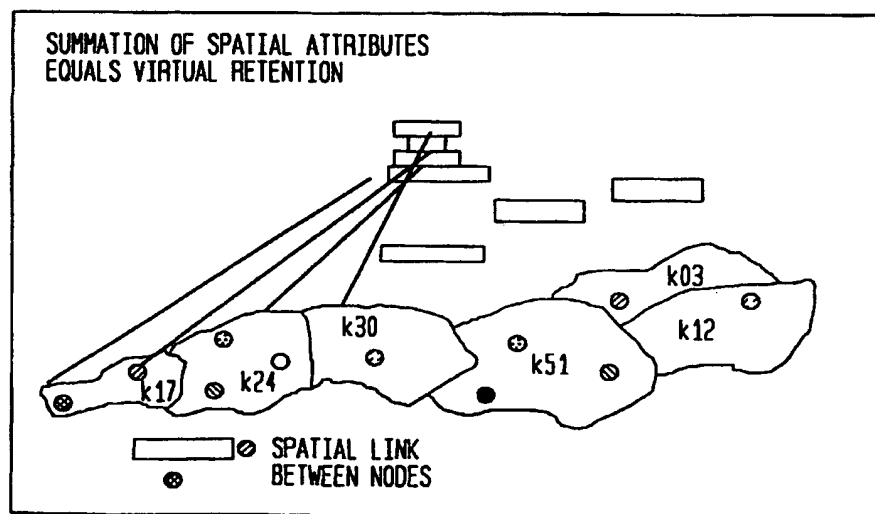 SUMMATION OF SPATIAL ATTRIBUTES
EQUALS VIRTUAL RETENTION
k03
k30
k12
k51
k24
k17
SPATIAL LINK
BETWEEN NODES